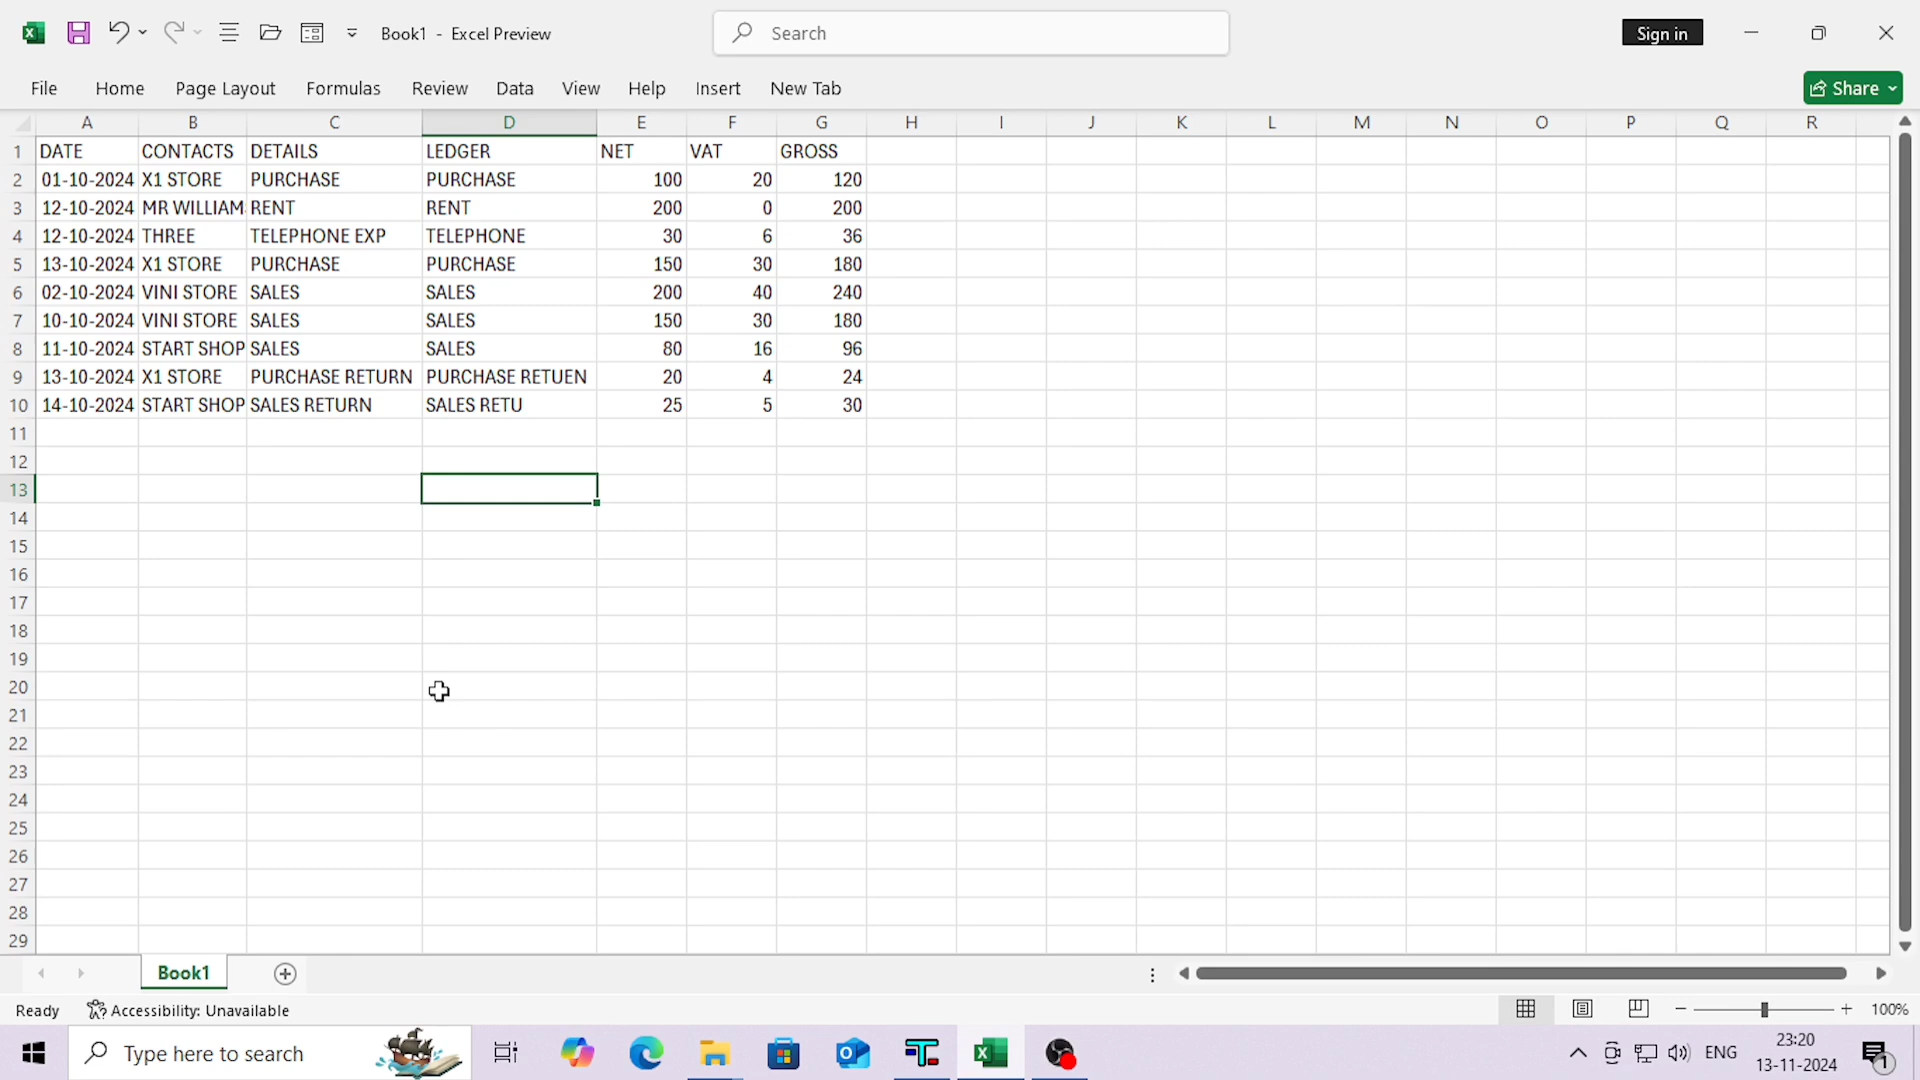 Book1 - Excel Preview
Search
Sign in
File Home Page Layout Formulas Review Data View Help Insert New Tab
Share
A B C D E F G H I J K L M N O P Q R
1 DATE CONTACTS DETAILS LEDGER NET VAT GROSS
2 01-10-2024 X1 STORE PURCHASE PURCHASE 100 20 120
3 12-10-2024 MR WILLIAM RENT RENT 200 0 200
4 12-10-2024 THREE TELEPHONE EXP TELEPHONE 30 6 36
5 13-10-2024 X1 STORE PURCHASE PURCHASE 150 30 180
6 02-10-2024 VINI STORE SALES SALES 200 40 240
7 10-10-2024 VINI STORE SALES SALES 150 30 180
8 11-10-2024 START SHOP SALES SALES 80 16 96
9 13-10-2024 X1 STORE PURCHASE RETURN PURCHASE RETUEN 20 4 24
10 14-10-2024 START SHOP SALES RETURN SALES RETU 25 5 30
11
12
13
14
15
16
17
18
19
20
21
22
23
24
25
26
27
28
29
Book1
Ready Accessibility: Unavailable 100%
Type here to search
ENG
23:20
13-11-2024
1